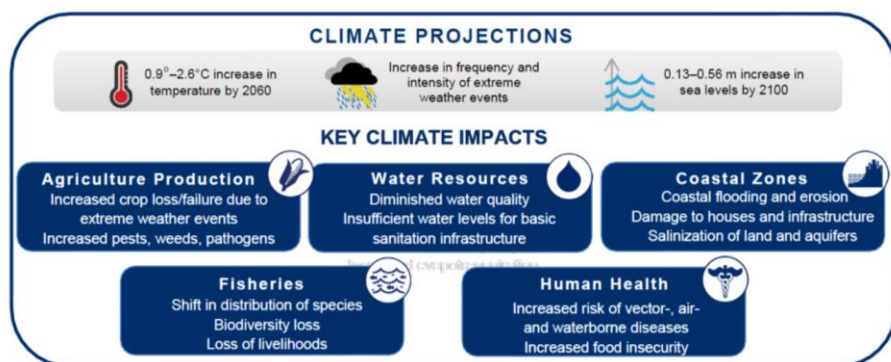 CLIMATE PROJECTIONS
0.9°–2.6°C increase in
temperature by 2060
Increase in frequency and
intensity of extreme
weather events
0.13–0.56 m increase in
sea levels by 2100
KEY CLIMATE IMPACTS
Agriculture Production
Increased crop loss/failure due to
extreme weather events
Increased pests, weeds, pathogens
Water Resources
Diminished water quality
Insufficient water levels for basic
sanitation infrastructure
Coastal Zones
Coastal flooding and erosion
Damage to houses and infrastructure
Salinization of land and aquifers
Fisheries
Shift in distribution of species
Biodiversity loss
Loss of livelihoods
Human Health
Increased risk of vector-, air-
and waterborne diseases
Increased food insecurity